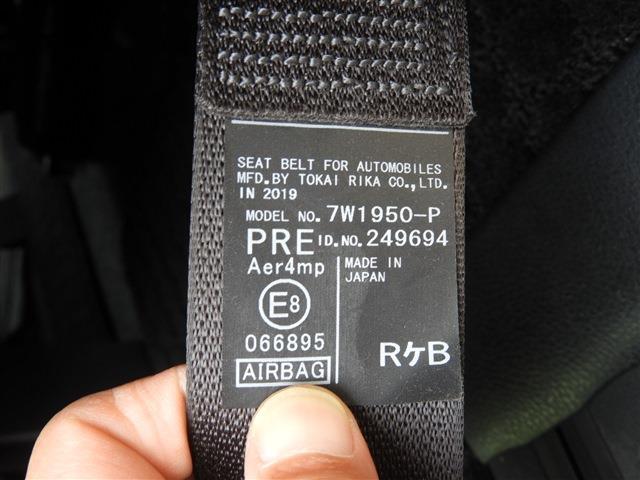 SEAT BELT FOR AUTOMOBILES
MFD. BY TOKAI RIKA CO., LTD.
IN 2019
MODEL NO. 7W1950-P
PRE I D. NO. 249694
Aer4mp
E8
066895
AIRBAG
MADE IN
JAPAN
RケB